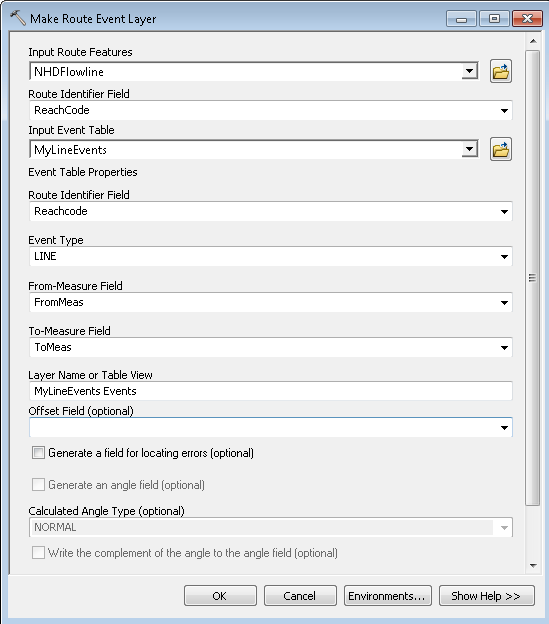 Make Route Event Layer
Input Route Features
NHDFlowline
Route Identifier Field
ReachCode
Input Event Table
MyLineEvents
Event Table Properties
Route Identifier Field
Reachcode
Event Type
LINE
From-Measure Field
FromMeas
To-Measure Field
ToMeas
Layer Name or Table View
MyLineEvents Events
Offset Field (optional)
Generate a field for locating errors (optional)
Generate an angle field (optional)
Calculated Angle Type (optional)
NORMAL
Write the complement of the angle to the angle field (optional)
OK
Cancel
Environments...
Show Help >>